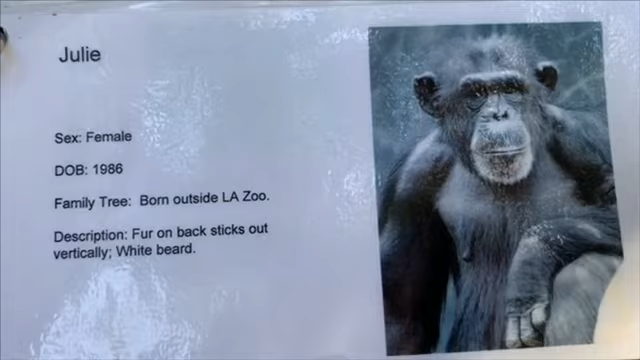 Julie
Sex: Female
DOB: 1986
Family Tree: Born outside LA Zoo.
Description: Fur on back sticks out
vertically; White beard.